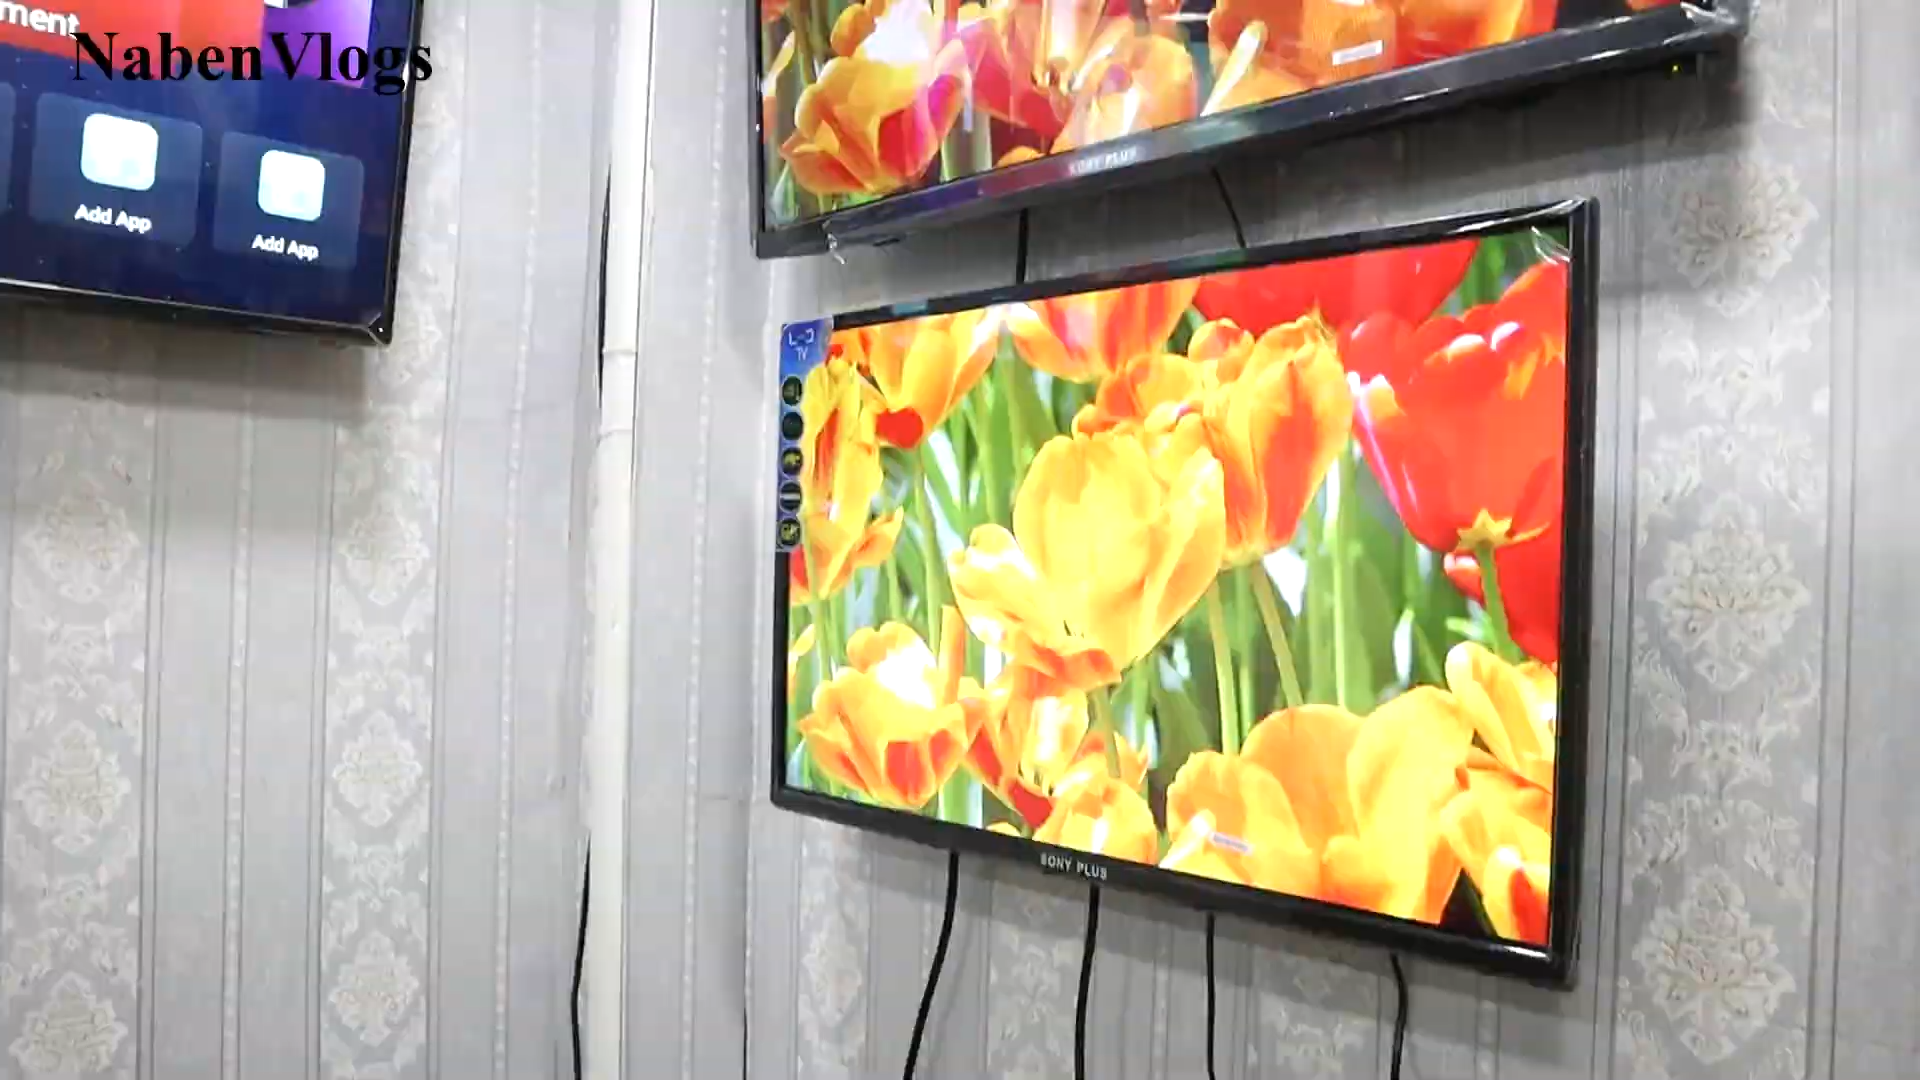 ment
NabenVlogs
Add App
Add App
SONY PLUS
TV
SONY PLUS